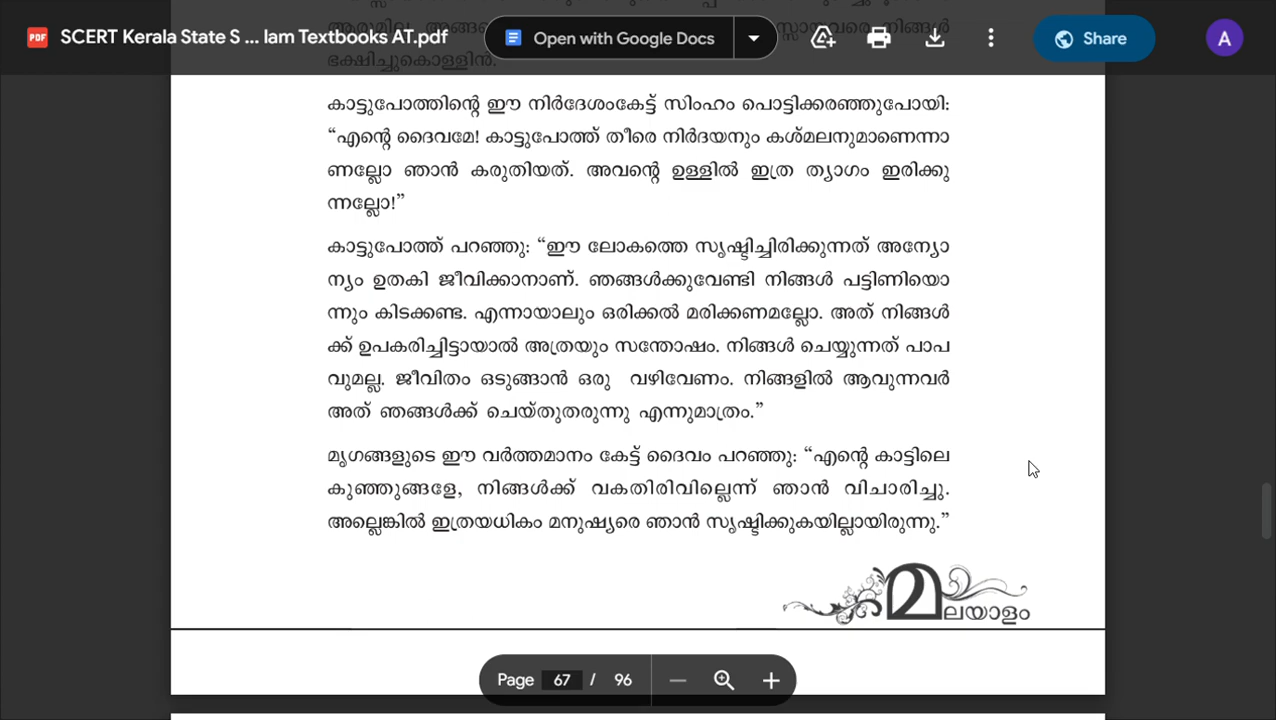 SCERT Kerala State S ... lam Textbooks AT.pdf
Open with Google Docs
Share
A
PDF
നിങ്ങൾ
ഭക്ഷിച്ചുകൊള്ളിൻ.
കാട്ടുപോത്തിന്റെ ഈ നിർദേശംകേട്ട് സിംഹം പൊട്ടിക്കരഞ്ഞുപോയി:
“എന്റെ ദൈവമേ! കാട്ടുപോത്ത് തീരെ നിർദയനും കശ്മലനുമാണെന്നാ
ണല്ലോ ഞാൻ കരുതിയത്. അവന്റെ ഉള്ളിൽ ഇത്ര ത്യാഗം ഇരിക്കു
ന്നല്ലോ!”
കാട്ടുപോത്ത് പറഞ്ഞു: “ഈ ലോകത്തെ സൃഷ്ടിച്ചിരിക്കുന്നത് അന്യോ
ന്യം ഉതകി ജീവിക്കാനാണ്. ഞങ്ങൾക്കുവേണ്ടി നിങ്ങൾ പട്ടിണിയൊ
ന്നും കിടക്കണ്ട. എന്നായാലും ഒരിക്കൽ മരിക്കണമല്ലോ. അത് നിങ്ങൾ
ക്ക് ഉപകരിച്ചിട്ടായാൽ അത്രയും സന്തോഷം. നിങ്ങൾ ചെയ്യുന്നത് പാപ
വുമല്ല. ജീവിതം ഒടുങ്ങാൻ ഒരു വഴിവേണം. നിങ്ങളിൽ ആവുന്നവർ
അത് ഞങ്ങൾക്ക് ചെയ്തുതരുന്നു എന്നുമാത്രം.”
മൃഗങ്ങളുടെ ഈ വർത്തമാനം കേട്ട് ദൈവം പറഞ്ഞു: “എന്റെ കാട്ടിലെ
കുഞ്ഞുങ്ങളേ, നിങ്ങൾക്ക് വകതിരിവില്ലെന്ന് ഞാൻ വിചാരിച്ചു.
അല്ലെങ്കിൽ ഇത്രയധികം മനുഷ്യരെ ഞാൻ സൃഷ്ടിക്കുകയില്ലായിരുന്നു.”
മലയാളം
Page 67 / 96